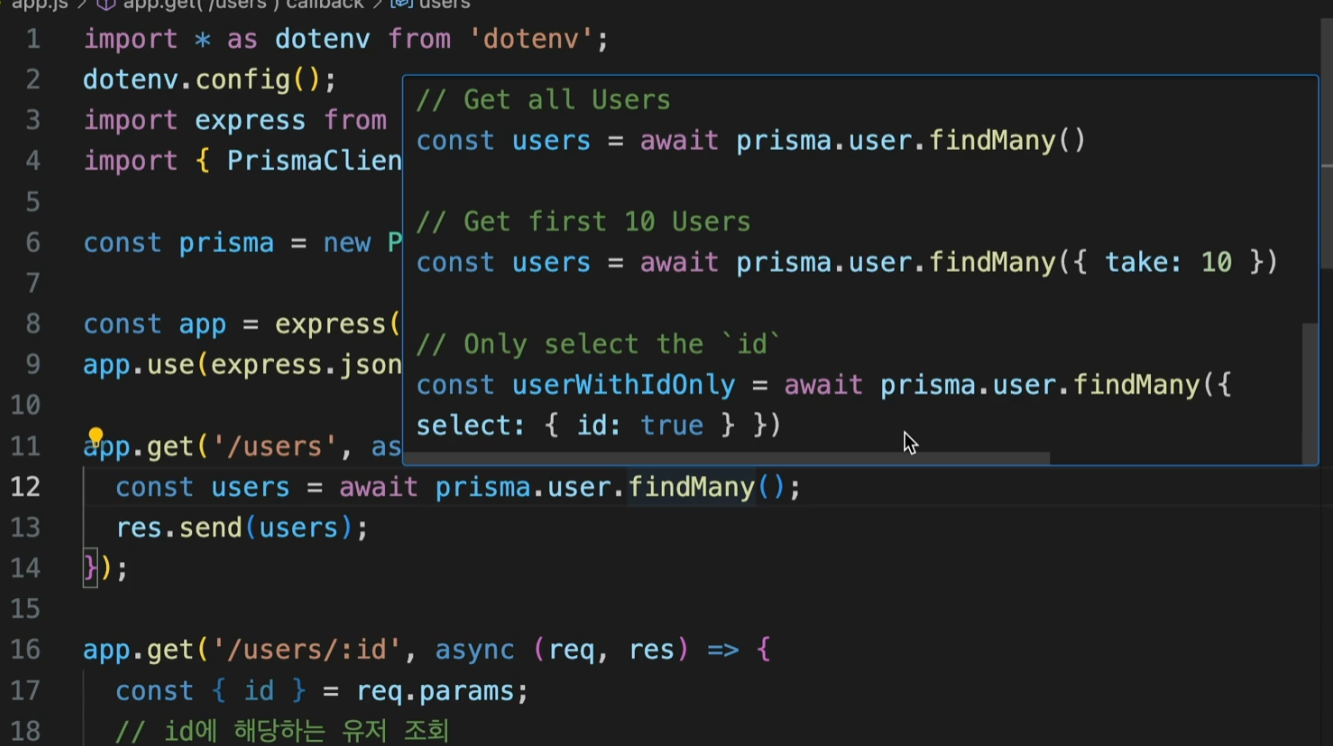 app.js > app.get('/users') callback > users
1 import * as dotenv from 'dotenv';
2 dotenv.config();
3 import express from
4 import { PrismaClien
5
6 const prisma = new P
7
8 const app = express(
9 app.use(express.json
10
11 app.get('/users', as
// Get all Users
const users = await prisma.user.findMany()
// Get first 10 Users
const users = await prisma.user.findMany({ take: 10 })
// Only select the `id`
const userWithIdOnly = await prisma.user.findMany({
select: { id: true } })
12 const users = await prisma.user.findMany();
13 res.send(users);
14 });
15
16 app.get('/users/:id', async (req, res) => {
17 const { id } = req.params;
18 // id에 해당하는 유저 조회